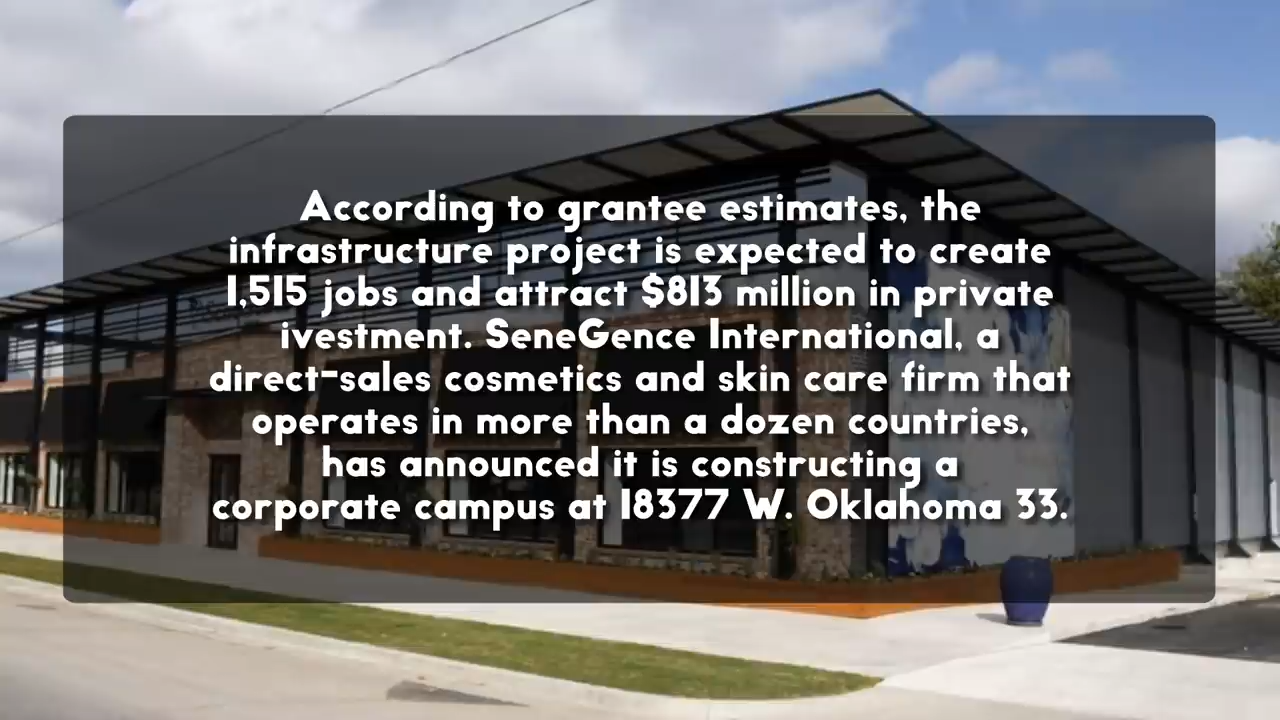 According to grantee estimates, the
infrastructure project is expected to create
1,515 jobs and attract $813 million in private
ivestment. SeneGence International, a
direct-sales cosmetics and skin care firm that
operates in more than a dozen countries,
has announced it is constructing a
corporate campus at 18377 W. Oklahoma 33.